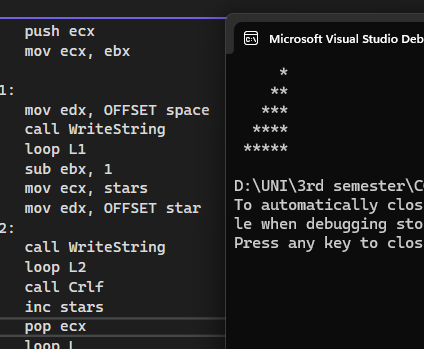 push ecx
mov ecx, ebx
1:
mov edx, OFFSET space
call WriteString
loop L1
sub ebx, 1
mov ecx, stars
mov edx, OFFSET star
2:
call WriteString
loop L2
call Crlf
inc stars
pop ecx
loop L
Microsoft Visual Studio Deb
*
**
***
****
*****
D:\UNI\3rd semester\C
To automatically clos
le when debugging sto
Press any key to clos